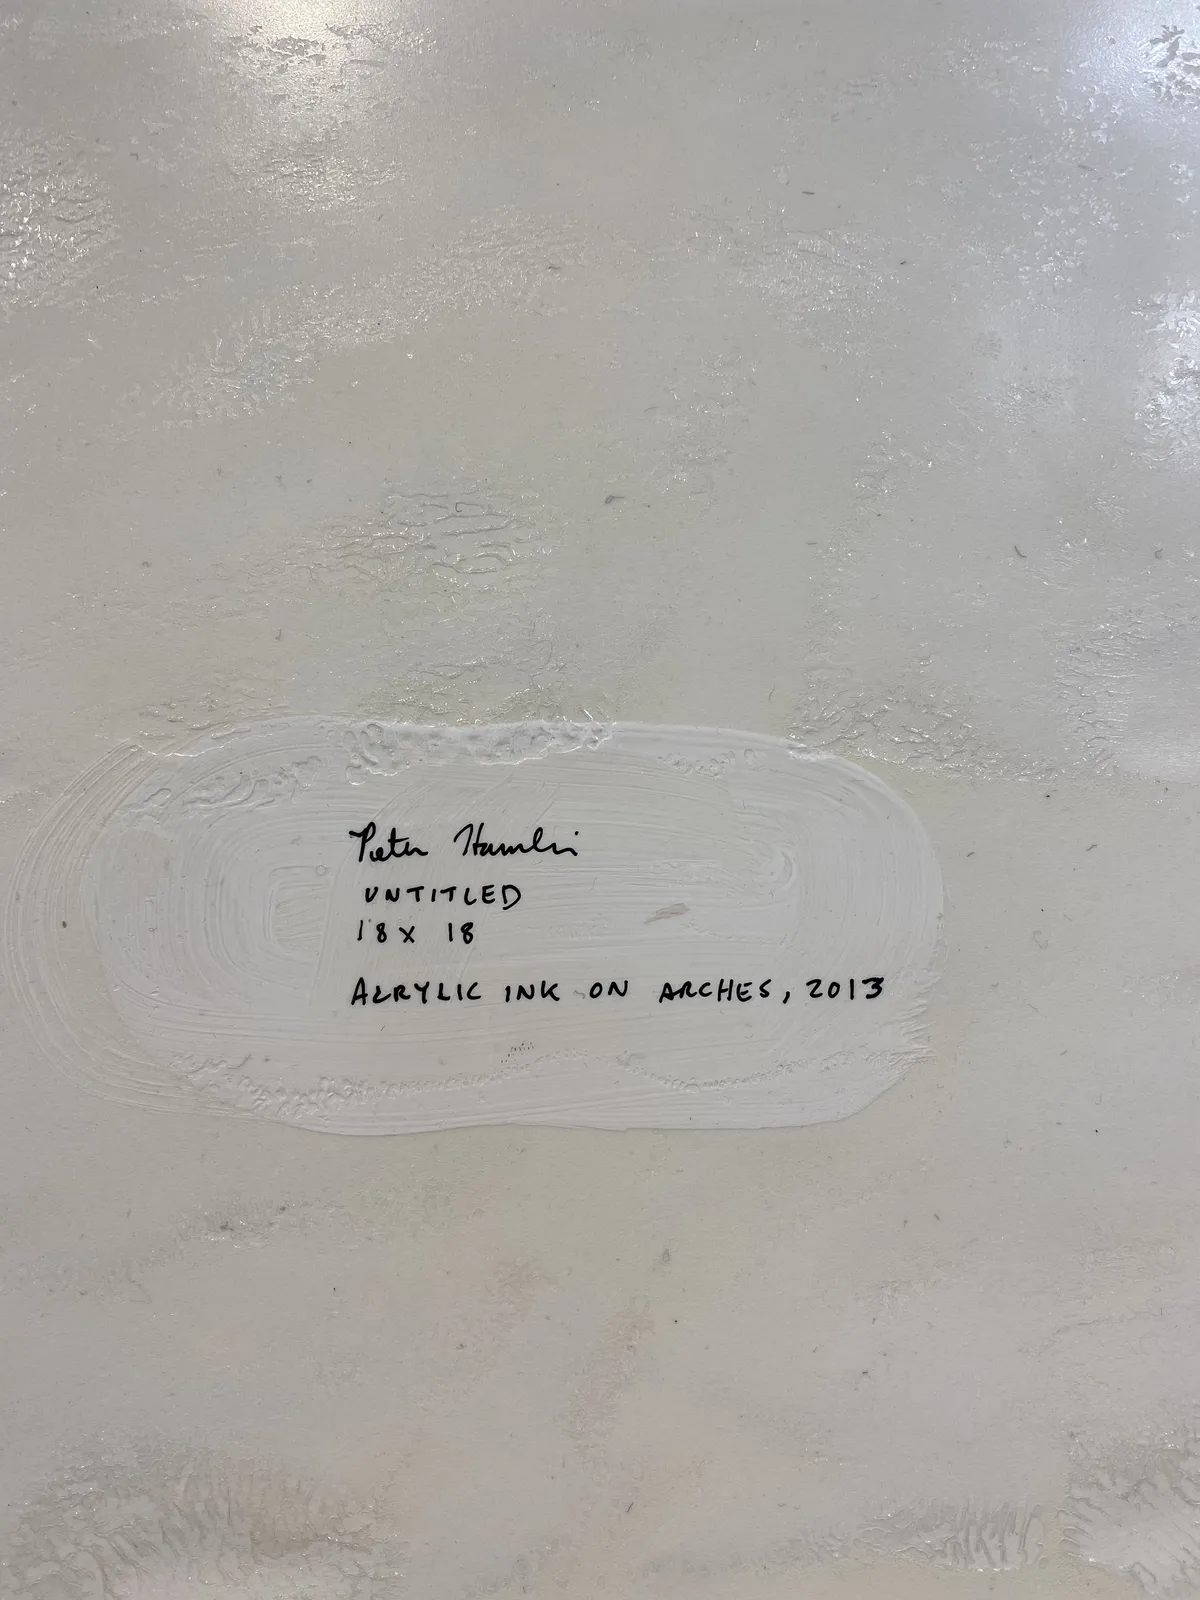 Peter Hamlin
UNTITLED
18 x 18
ACRYLIC INK ON ARCHES, 2013